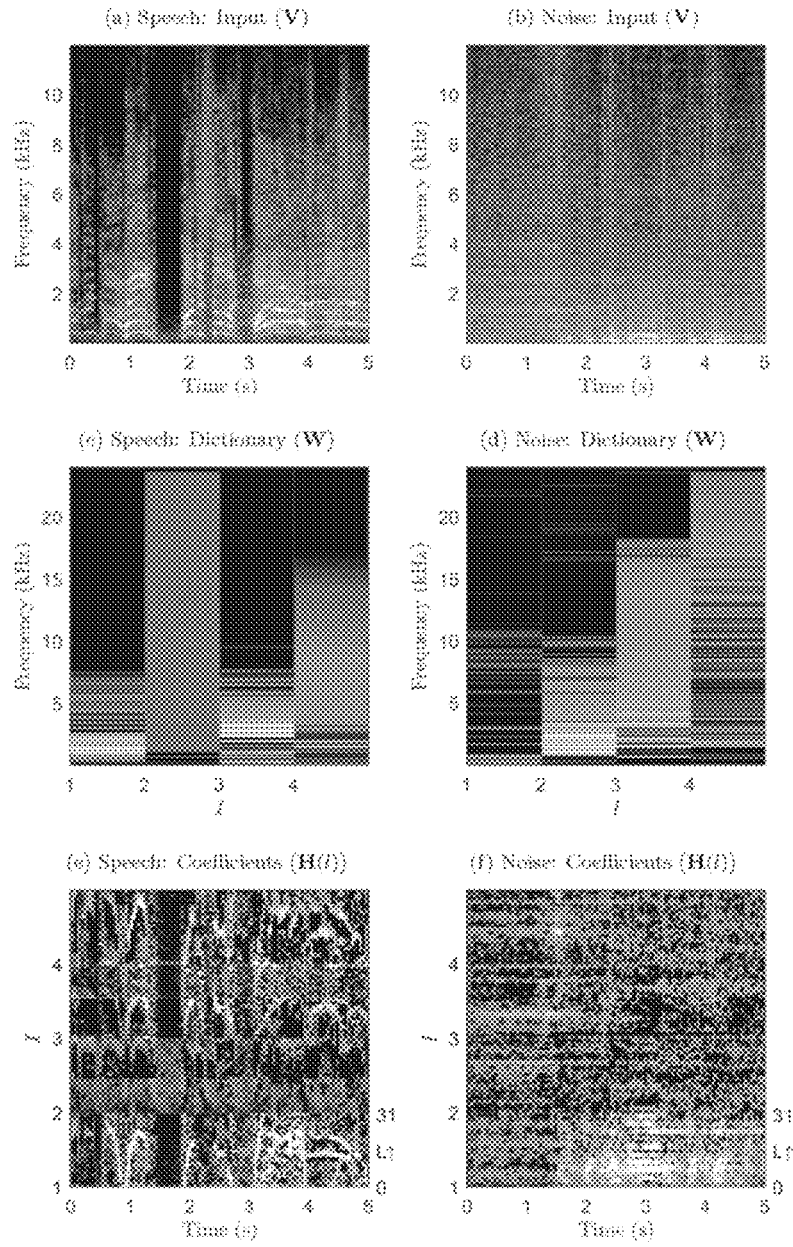 (a) Speech: Input (V)
(b) Noise: Input (V)
Frequency (kHz)
10
8
6
4
2
0 1 2 3 4 5
Time (s)
Frequency (kHz)
10
8
6
4
2
0 1 2 3 4 5
Time (s)
(c) Speech: Dictionary (W)
(d) Noise: Dictionary (W)
Frequency (kHz)
20
15
10
5
1 2 3 4
l
Frequency (kHz)
20
15
10
5
1 2 3 4
l
(e) Speech: Coefficients (H(l))
(f) Noise: Coefficients (H(l))
l
4
3
2
1
31
0
0 1 2 3 4 5
Time (s)
l
4
3
2
1
31
0
0 1 2 3 4 5
Time (s)